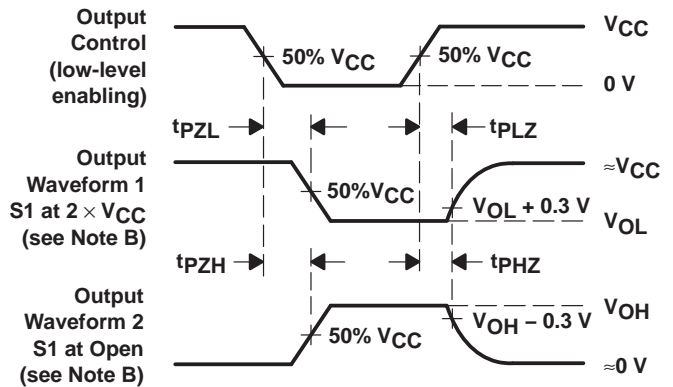 Output
Control
(low-level
enabling)
50% VCC
50% VCC
VCC
0 V
tPZL
tPLZ
Output
Waveform 1
S1 at 2 × VCC
(see Note B)
50%VCC
≈VCC
VOL + 0.3 V
VOL
tPZH
tPHZ
Output
Waveform 2
S1 at Open
(see Note B)
50% VCC
VOH
VOH − 0.3 V
≈0 V